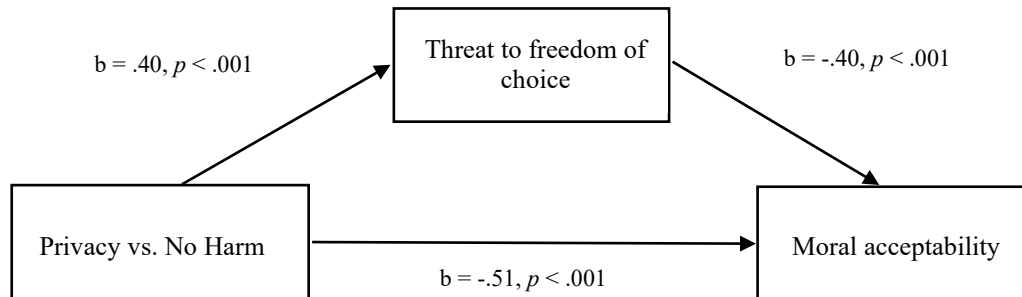 Threat to freedom of
choice
b = .40, p < .001
b = -.40, p < .001
Privacy vs. No Harm
Moral acceptability
b = -.51, p < .001